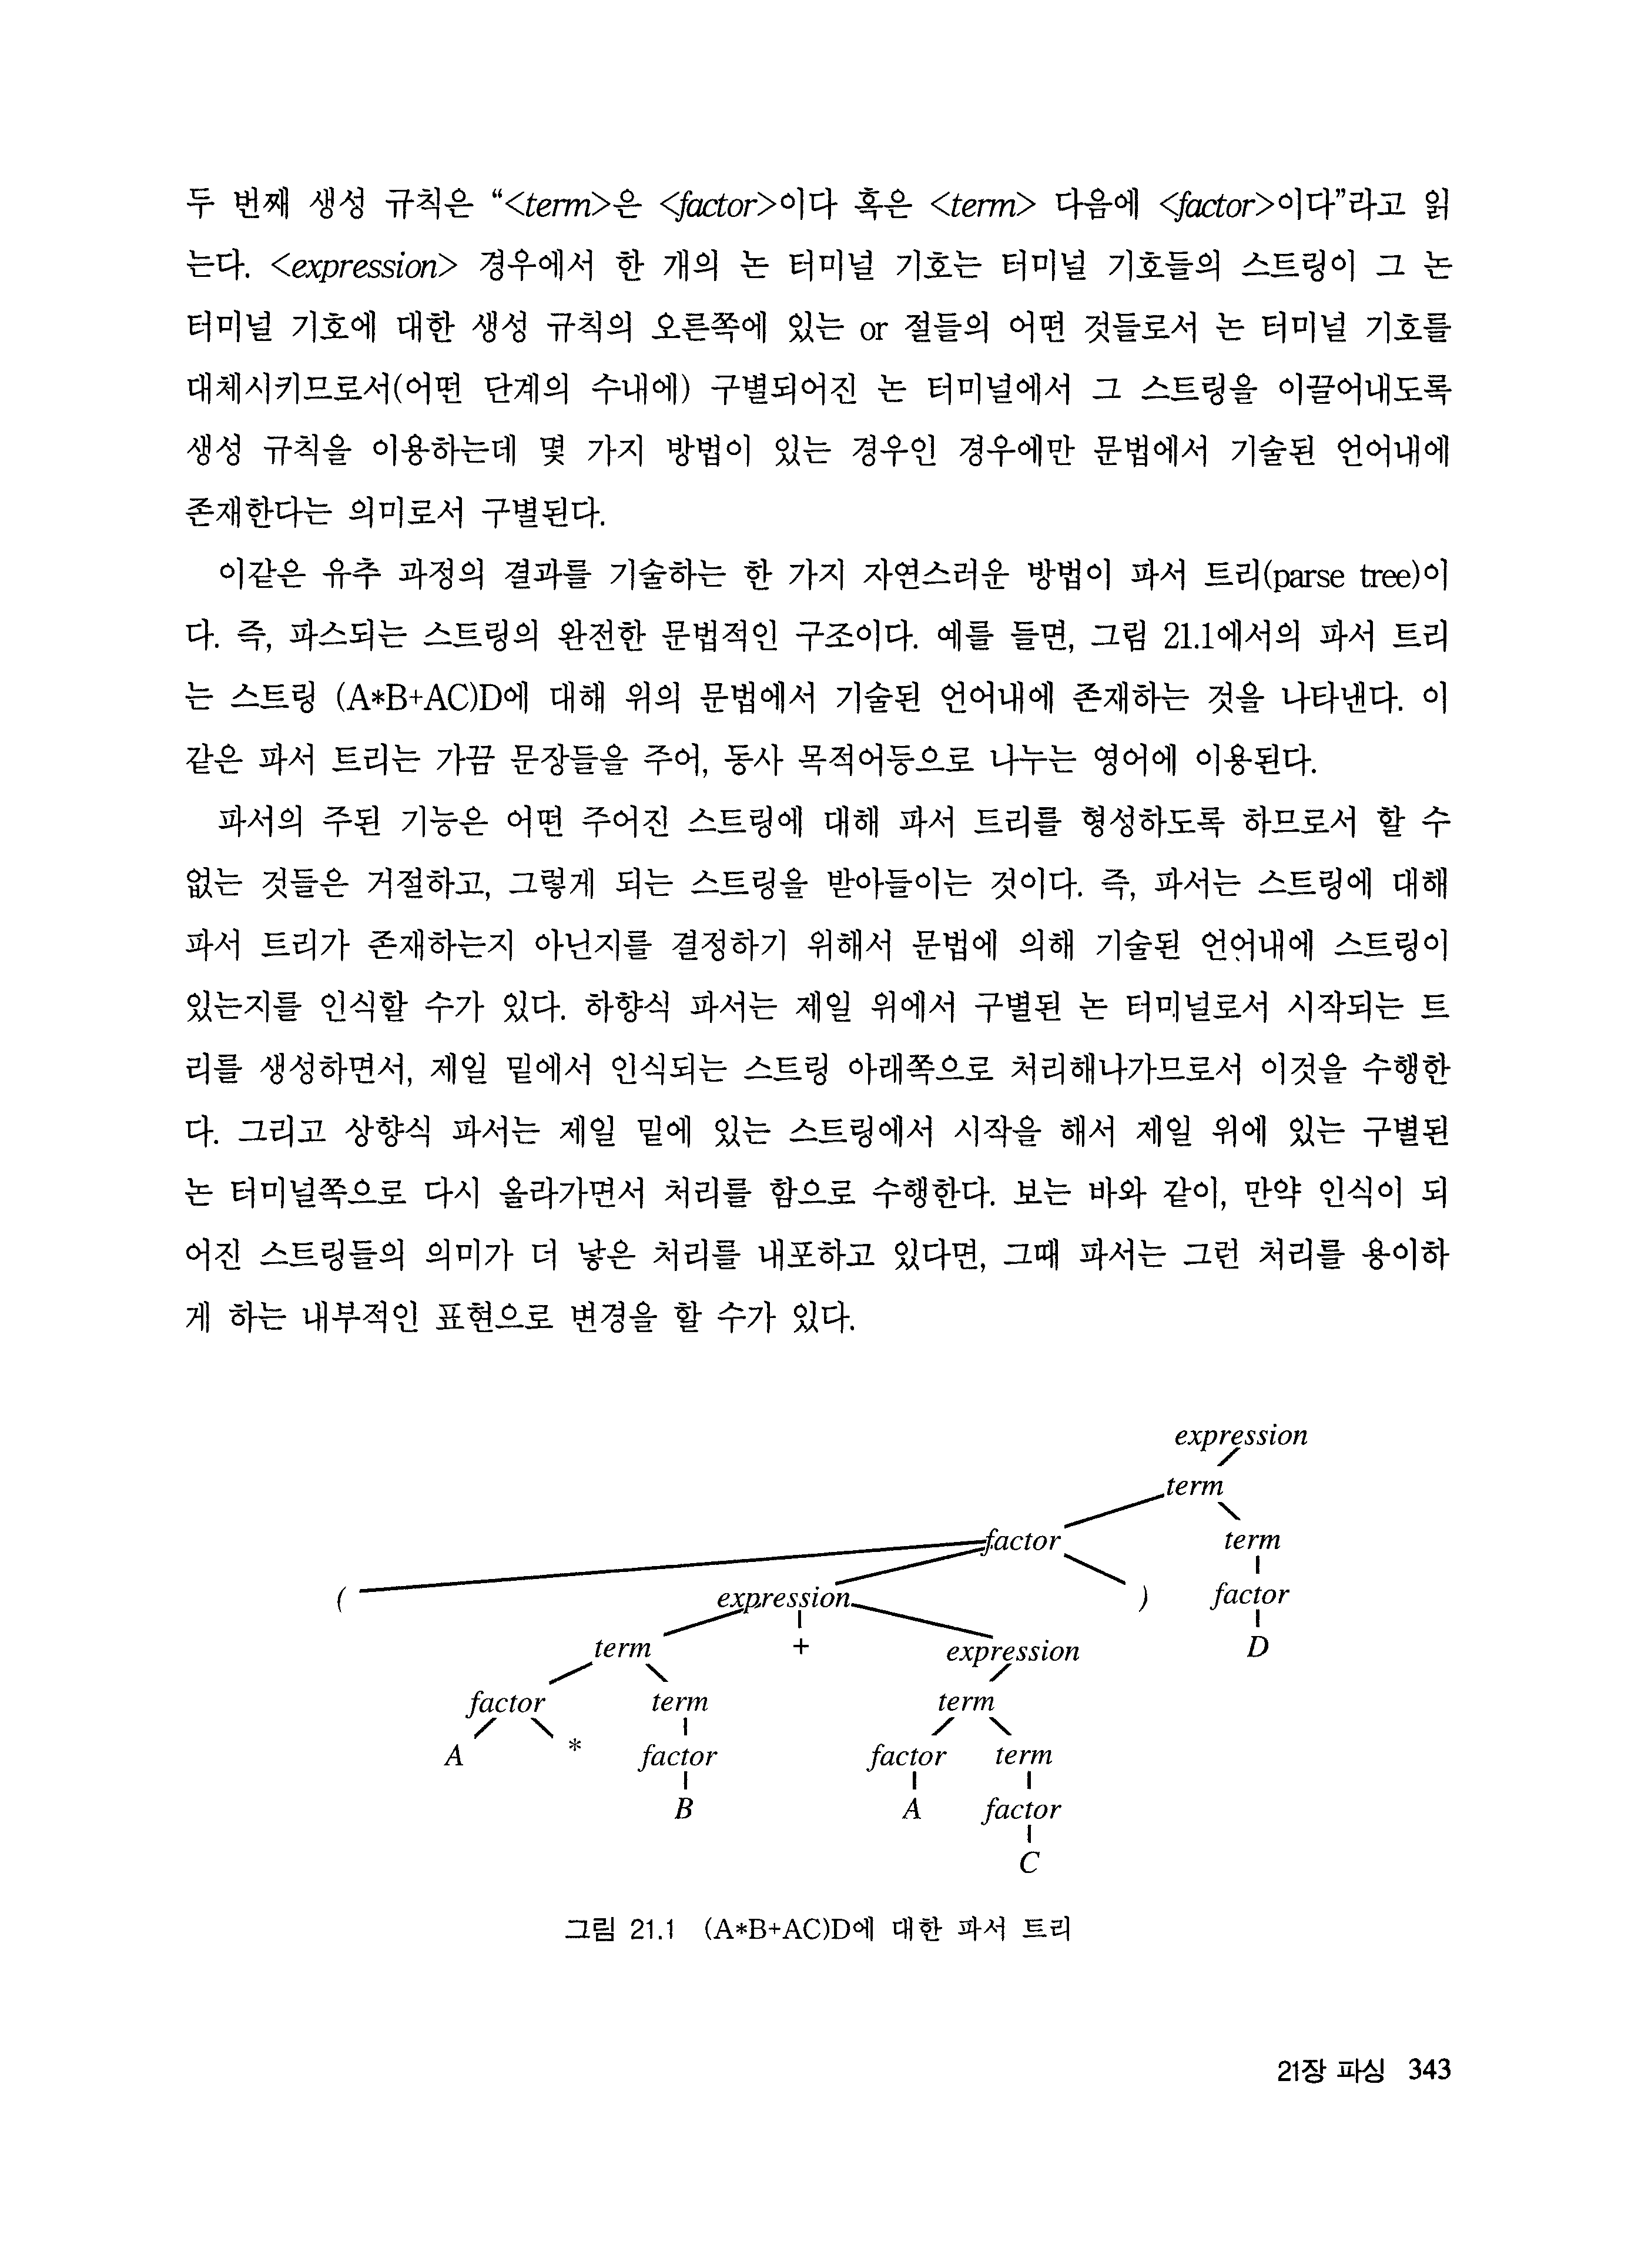 두 번째 생성 규칙은 “<term>은 <factor>이다 혹은 <term> 다음에 <factor>이다”라고 읽
는다. <expression> 경우에서 한 개의 논 터미널 기호는 터미널 기호들의 스트링이 그 논
터미널 기호에 대한 생성 규칙의 오른쪽에 있는 or 절들의 어떤 것들로서 논 터미널 기호를
대체시키므로서(어떤 단계의 수내에) 구별되어진 논 터미널에서 그 스트링을 이끌어내도록
생성 규칙을 이용하는데 몇 가지 방법이 있는 경우인 경우에만 문법에서 기술된 언어내에
존재한다는 의미로서 구별된다.
이같은 유추 과정의 결과를 기술하는 한 가지 자연스러운 방법이 파서 트리(parse tree)이
다. 즉, 파스되는 스트링의 완전한 문법적인 구조이다. 예를 들면, 그림 21.1에서의 파서 트리
는 스트링 (A*B+AC)D에 대해 위의 문법에서 기술된 언어내에 존재하는 것을 나타낸다. 이
같은 파서 트리는 가끔 문장들을 주어, 동사 목적어등으로 나누는 영어에 이용된다.
파서의 주된 기능은 어떤 주어진 스트링에 대해 파서 트리를 형성하도록 하므로서 할 수
없는 것들은 거절하고, 그렇게 되는 스트링을 받아들이는 것이다. 즉, 파서는 스트링에 대해
파서 트리가 존재하는지 아닌지를 결정하기 위해서 문법에 의해 기술된 언어내에 스트링이
있는지를 인식할 수가 있다. 하향식 파서는 제일 위에서 구별된 논 터미널로서 시작되는 트
리를 생성하면서, 제일 밑에서 인식되는 스트링 아래쪽으로 처리해나가므로서 이것을 수행한
다. 그리고 상향식 파서는 제일 밑에 있는 스트링에서 시작을 해서 제일 위에 있는 구별된
논 터미널쪽으로 다시 올라가면서 처리를 함으로 수행한다. 보는 바와 같이, 만약 인식이 되
어진 스트링들의 의미가 더 낳은 처리를 내포하고 있다면, 그때 파서는 그런 처리를 용이하
게 하는 내부적인 표현으로 변경을 할 수가 있다.
expression
term
factor term
( expression ) factor
term + expression D
factor term term
A * factor factor term
B A factor
C
그림 21.1 (A*B+AC)D에 대한 파서 트리
21장 파싱 343